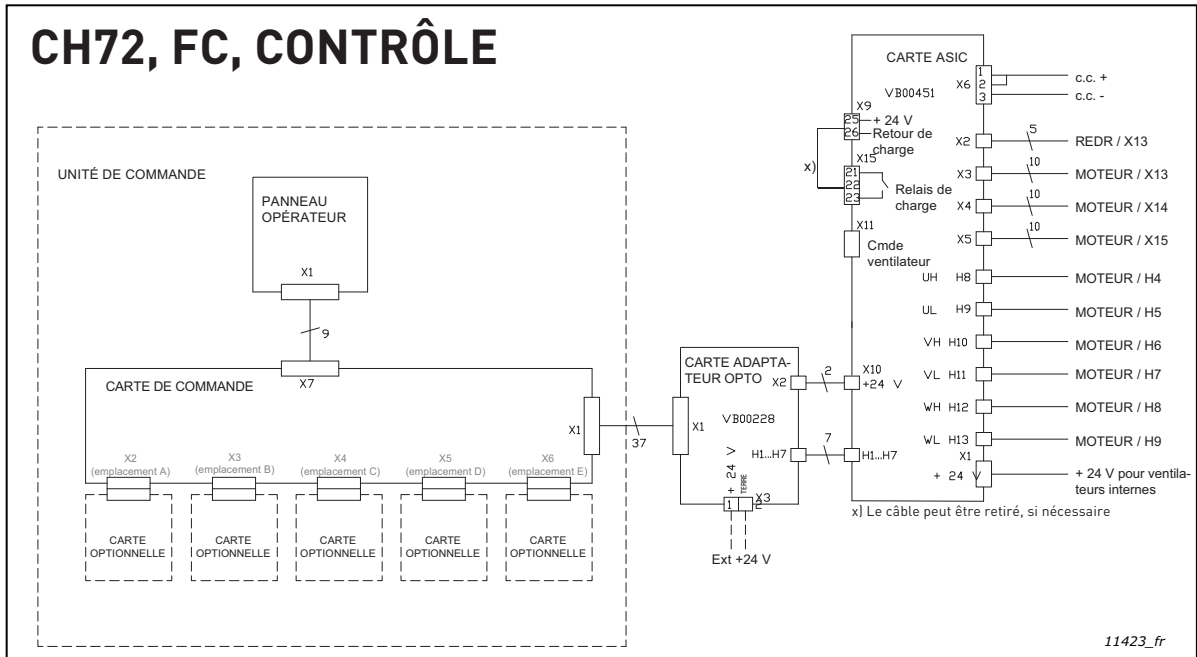 CH72, FC, CONTRÔLE
UNITÉ DE COMMANDE
PANNEAU
OPÉRATEUR
X1
9
X7
CARTE DE COMMANDE
X1
37
X2
(emplacement A)
X3
(emplacement B)
X4
(emplacement C)
X5
(emplacement D)
X6
(emplacement E)
CARTE
OPTIONNELLE
CARTE
OPTIONNELLE
CARTE
OPTIONNELLE
CARTE
OPTIONNELLE
CARTE
OPTIONNELLE
CARTE ADAPTA-
TEUR OPTO
X2
X1
VB00228
H1...H7
+ 24 V
TERRE
X3
1
2
Ext +24 V
2
7
CARTE ASIC
VB00451
X9
25
+ 24 V
26
Retour de
charge
x)
X15
21
22
23
Relais de
charge
X11
Cmde
ventilateur
X10
+24 V
H1...H7
X6
1
2
3
c.c. +
c.c. -
X2
5
REDR / X13
X3
10
MOTEUR / X13
X4
10
MOTEUR / X14
X5
10
MOTEUR / X15
UH H8
MOTEUR / H4
UL H9
MOTEUR / H5
VH H10
MOTEUR / H6
VL H11
MOTEUR / H7
WH H12
MOTEUR / H8
WL H13
MOTEUR / H9
X1
+ 24 V
+ 24 V pour ventila-
teurs internes
x) Le câble peut être retiré, si nécessaire
11423_fr